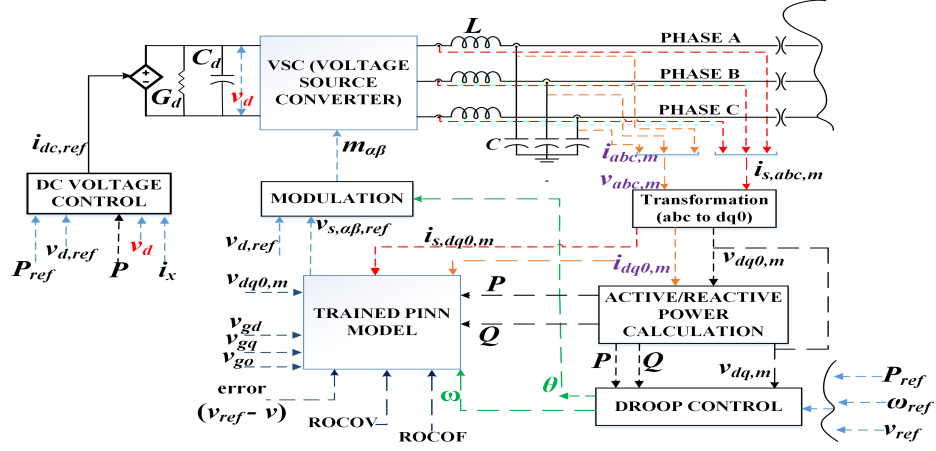 L
PHASE A
PHASE B
PHASE C
C
VSC (VOLTAGE
SOURCE
CONVERTER)
C_d
G_d
v_d
i_dc,ref
m_αβ
i_abc,m
v_abc,m
i_s,abc,m
DC VOLTAGE
CONTROL
MODULATION
Transformation
(abc to dq0)
P_ref
v_d,ref
P
v_d
i_x
v_d,ref
v_s,αβ,ref
i_s,dq0,m
i_dq0,m
v_dq0,m
v_dq0,m
TRAINED PINN
MODEL
P
Q
ACTIVE/REACTIVE
POWER
CALCULATION
v_gd
v_gq
v_go
P
Q
v_dq,m
error
(v_ref - v)
ROCOV
ROCOF
ω
θ
DROOP CONTROL
P_ref
ω_ref
v_ref